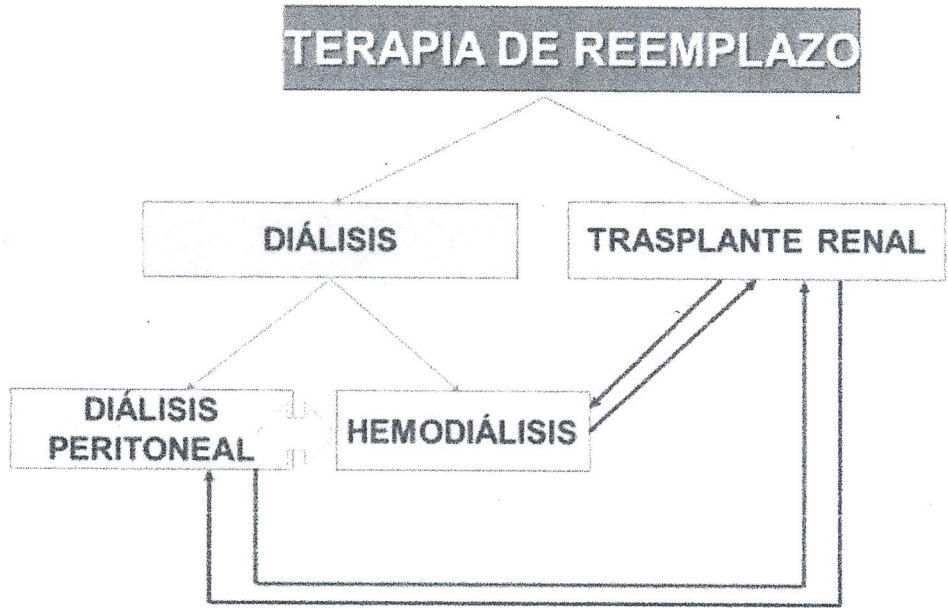 TERAPIA DE REEMPLAZO
DIÁLISIS
TRASPLANTE RENAL
DIÁLISIS
PERITONEAL
HEMODIÁLISIS